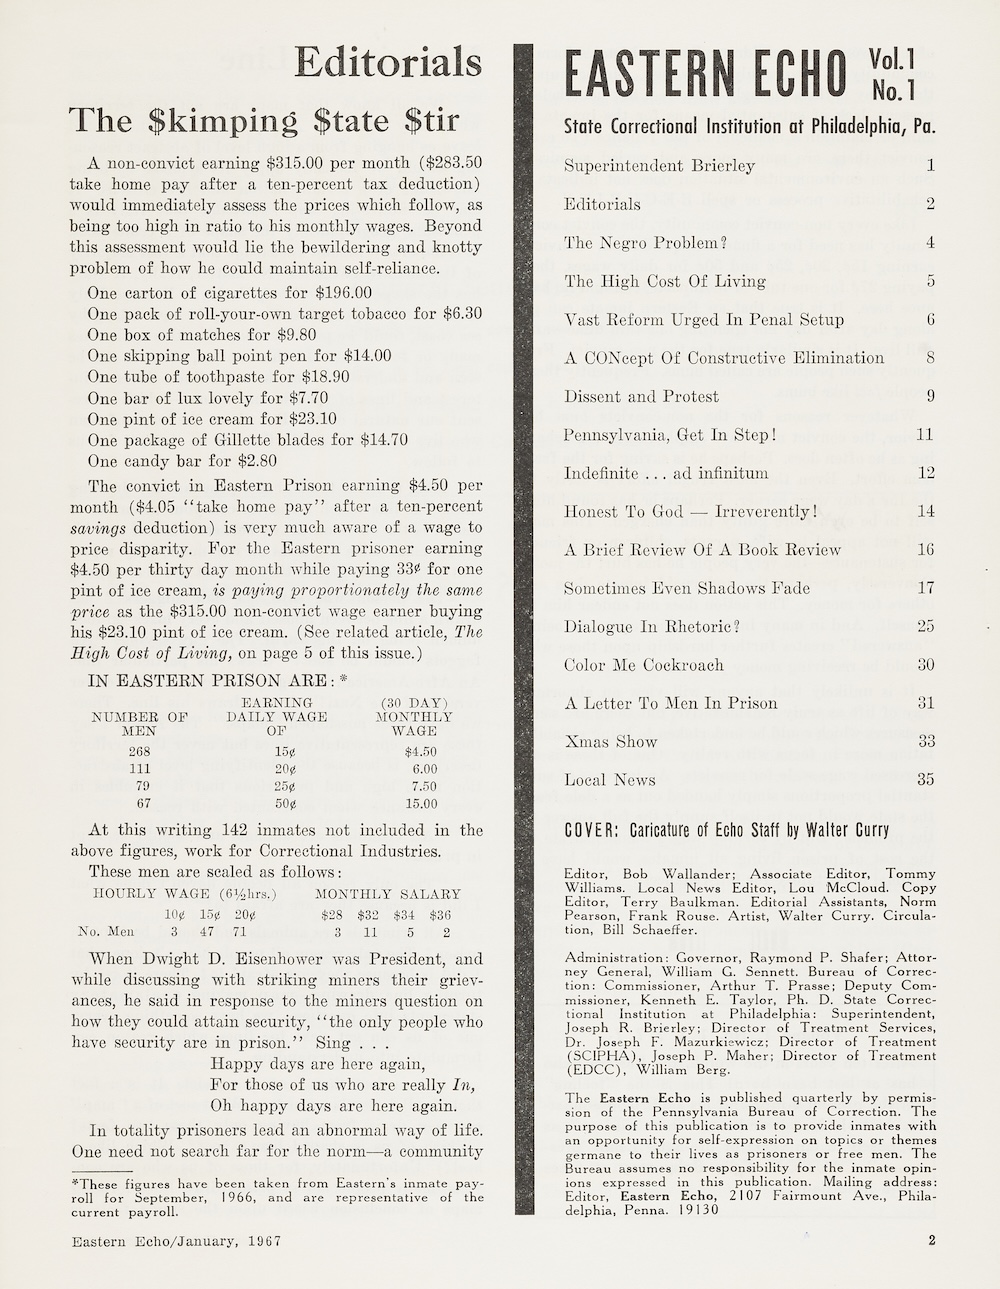 Editorials
The $kimping $tate $tir
A non-convict earning $315.00 per month ($283.50
take home pay after a ten-percent tax deduction)
would immediately assess the prices which follow, as
being too high in ratio to his monthly wages. Beyond
this assessment would lie the bewildering and knotty
problem of how he could maintain self-reliance.
One carton of cigarettes for $196.00
One pack of roll-your-own target tobacco for $6.30
One box of matches for $9.80
One skipping ball point pen for $14.00
One tube of toothpaste for $18.90
One bar of lux lovely for $7.70
One pint of ice cream for $23.10
One package of Gillette blades for $14.70
One candy bar for $2.80
The convict in Eastern Prison earning $4.50 per
month ($4.05 "take home pay" after a ten-percent
savings deduction) is very much aware of a wage to
price disparity. For the Eastern prisoner earning
$4.50 per thirty day month while paying 33¢ for one
pint of ice cream, is paying proportionately the same
price as the $315.00 non-convict wage earner buying
his $23.10 pint of ice cream. (See related article, The
High Cost of Living, on page 5 of this issue.)
IN EASTERN PRISON ARE: *
EARNING (30 DAY)
NUMBER OF DAILY WAGE MONTHLY
MEN OF WAGE
268 15¢ $4.50
111 20¢ 6.00
79 25¢ 7.50
67 50¢ 15.00
At this writing 142 inmates not included in the
above figures, work for Correctional Industries.
These men are scaled as follows:
HOURLY WAGE (6½hrs.) MONTHLY SALARY
10¢ 15¢ 20¢ $28 $32 $34 $36
No. Men 3 47 71 3 11 5 2
When Dwight D. Eisenhower was President, and
while discussing with striking miners their griev-
ances, he said in response to the miners question on
how they could attain security, "the only people who
have security are in prison." Sing . . .
Happy days are here again,
For those of us who are really In,
Oh happy days are here again.
In totality prisoners lead an abnormal way of life.
One need not search far for the norm—a community
*These figures have been taken from Eastern's inmate pay-
roll for September, 1966, and are representative of the
current payroll.
Eastern Echo/January, 1967
EASTERN ECHO Vol.1
No.1
State Correctional Institution at Philadelphia, Pa.
Superintendent Brierley 1
Editorials 2
The Negro Problem? 4
The High Cost Of Living 5
Vast Reform Urged In Penal Setup 6
A CONcept Of Constructive Elimination 8
Dissent and Protest 9
Pennsylvania, Get In Step! 11
Indefinite . . . ad infinitum 12
Honest To God — Irreverently! 14
A Brief Review Of A Book Review 16
Sometimes Even Shadows Fade 17
Dialogue In Rhetoric? 25
Color Me Cockroach 30
A Letter To Men In Prison 31
Xmas Show 33
Local News 35
COVER: Caricature of Echo Staff by Walter Curry
Editor, Bob Wallander; Associate Editor, Tommy
Williams. Local News Editor, Lou McCloud. Copy
Editor, Terry Baulkman. Editorial Assistants, Norm
Pearson, Frank Rouse. Artist, Walter Curry. Circula-
tion, Bill Schaeffer.
Administration: Governor, Raymond P. Shafer; Attor-
ney General, William G. Sennett. Bureau of Correc-
tion: Commissioner, Arthur T. Prasse; Deputy Com-
missioner, Kenneth E. Taylor, Ph. D. State Correc-
tional Institution at Philadelphia: Superintendent,
Joseph R. Brierley; Director of Treatment Services,
Dr. Joseph F. Mazurkiewicz; Director of Treatment
(SCIPHA), Joseph P. Maher; Director of Treatment
(EDCC), William Berg.
The Eastern Echo is published quarterly by permis-
sion of the Pennsylvania Bureau of Correction. The
purpose of this publication is to provide inmates with
an opportunity for self-expression on topics or themes
germane to their lives as prisoners or free men. The
Bureau assumes no responsibility for the inmate opin-
ions expressed in this publication. Mailing address:
Editor, Eastern Echo, 2107 Fairmount Ave., Phila-
delphia, Penna. 19130
2